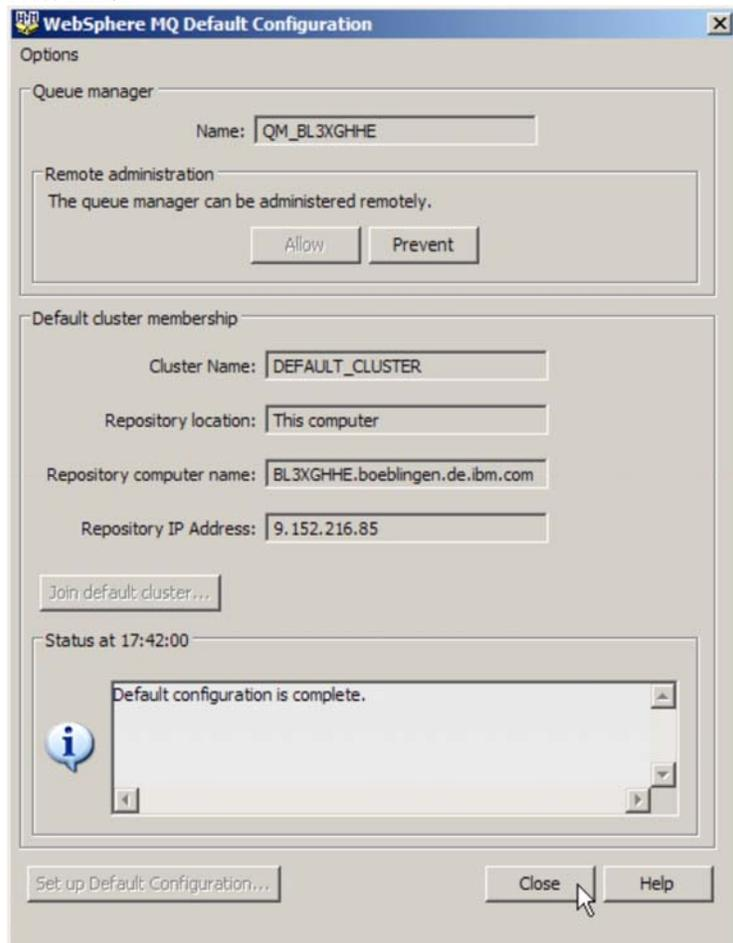 WebSphere MQ Default Configuration
Options
Queue manager
Name: QM_BL3XGHHE
Remote administration
The queue manager can be administered remotely.
Allow Prevent
Default cluster membership
Cluster Name: DEFAULT_CLUSTER
Repository location: This computer
Repository computer name: BL3XGHHE.boeblingen.de.ibm.com
Repository IP Address: 9.152.216.85
Join default cluster...
Status at 17:42:00
Default configuration is complete.
Set up Default Configuration... Close Help